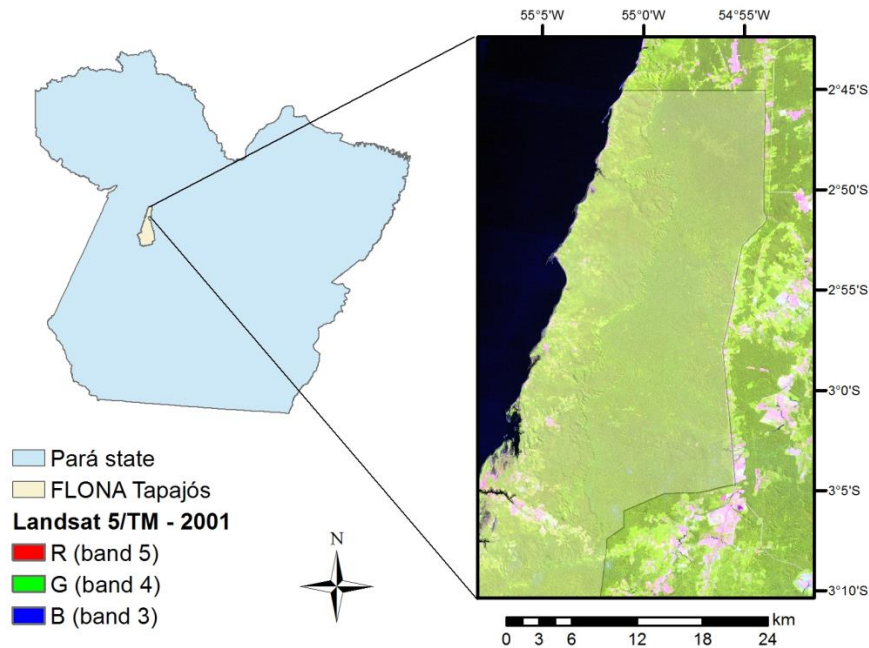 55°5'W 55°0'W 54°55'W
2°45'S
2°50'S
2°55'S
3°0'S
3°5'S
3°10'S
Pará state
FLONA Tapajós
Landsat 5/TM - 2001
R (band 5)
G (band 4)
B (band 3)
N
km
0 3 6 12 18 24